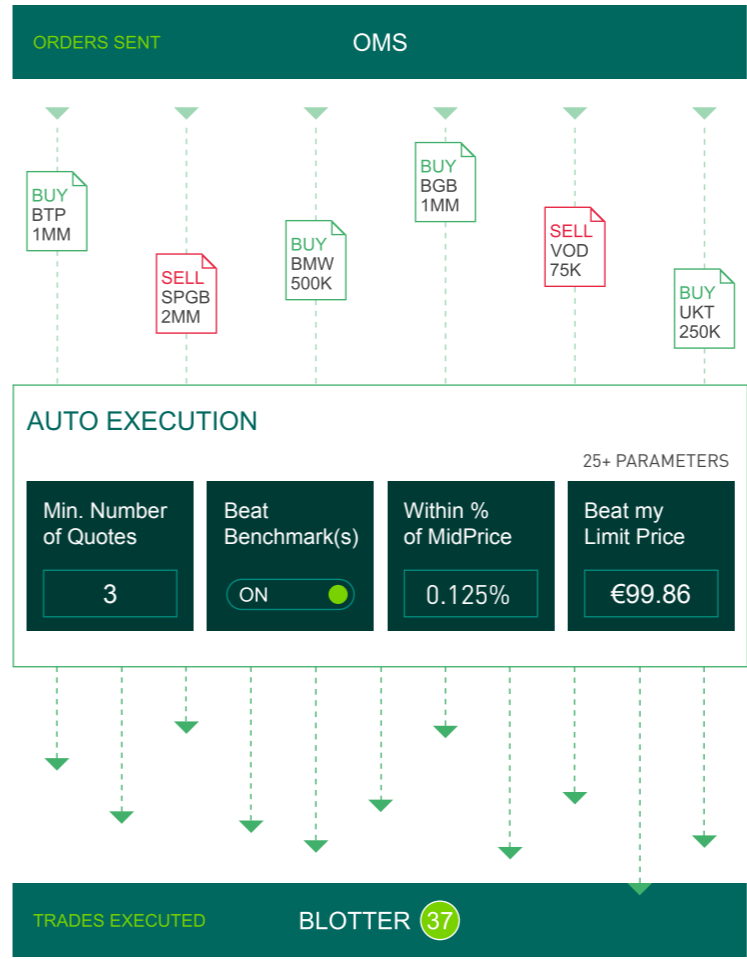 ORDERS SENT
OMS
BUY
BTP
1MM
SELL
SPGB
2MM
BUY
BMW
500K
BUY
BGB
1MM
SELL
VOD
75K
BUY
UKT
250K
AUTO EXECUTION
25+ PARAMETERS
Min. Number
of Quotes
3
Beat
Benchmark(s)
ON
Within %
of MidPrice
0.125%
Beat my
Limit Price
€99.86
TRADES EXECUTED
BLOTTER 37